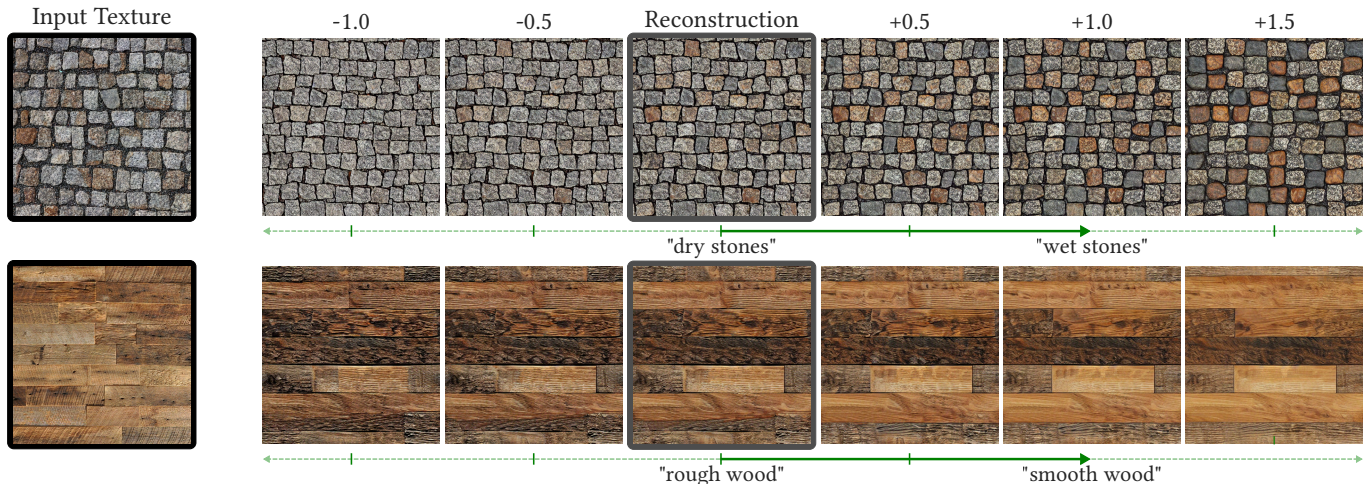 Input Texture
-1.0
-0.5
Reconstruction
+0.5
+1.0
+1.5
"dry stones"
"wet stones"
"rough wood"
"smooth wood"